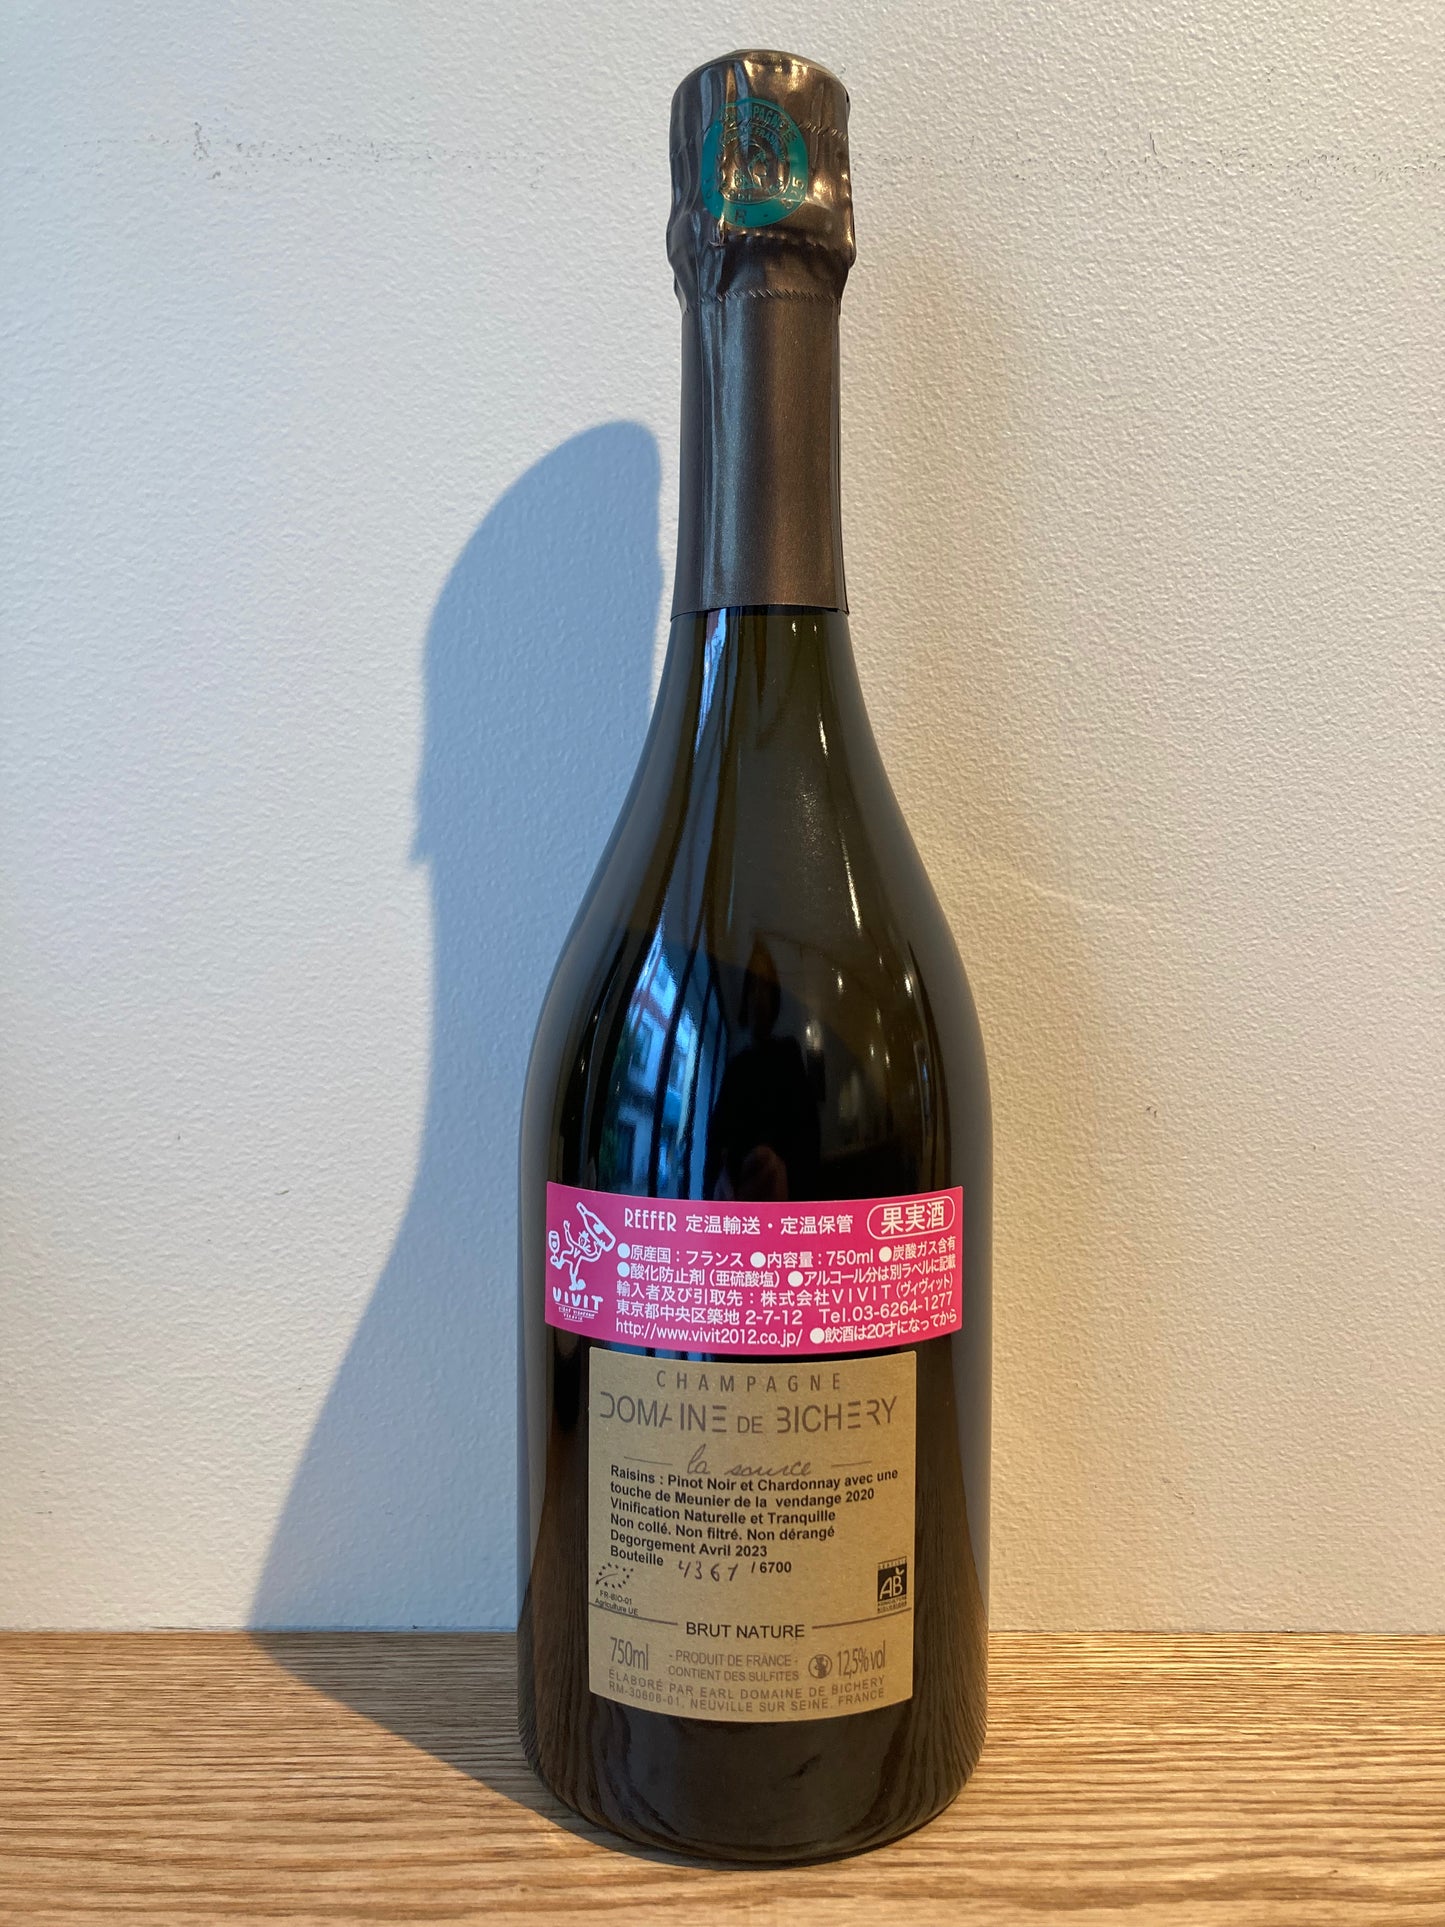 CHAMPAGNE
REEFER 定温輸送・定温保管 果実酒
●原産国：フランス ●内容量：750ml ●炭酸ガス含有
●酸化防止剤（亜硫酸塩） ●アルコール分は別ラベルに記載
輸入者及び引取先：株式会社VIVIT（ヴィヴィット）
東京都中央区築地 2-7-12 Tel.03-6264-1277
http://www.vivit2012.co.jp/ ●飲酒は20才になってから
VIVIT
CHAMPAGNE
DOMAINE DE BICHERY
la source
Raisins : Pinot Noir et Chardonnay avec une
touche de Meunier de la vendange 2020
Vinification Naturelle et Tranquille
Non collé. Non filtré. Non dérangé
Degorgement Avril 2023
Bouteille 4361 / 6700
FR-BIO-01
Agriculture UE
AB
AGRICULTURE
BIOLOGIQUE
BRUT NATURE
750ml - PRODUIT DE FRANCE - 12,5% vol
CONTIENT DES SULFITES
ÉLABORÉ PAR EARL DOMAINE DE BICHERY
RM-30608-01, NEUVILLE SUR SEINE, FRANCE